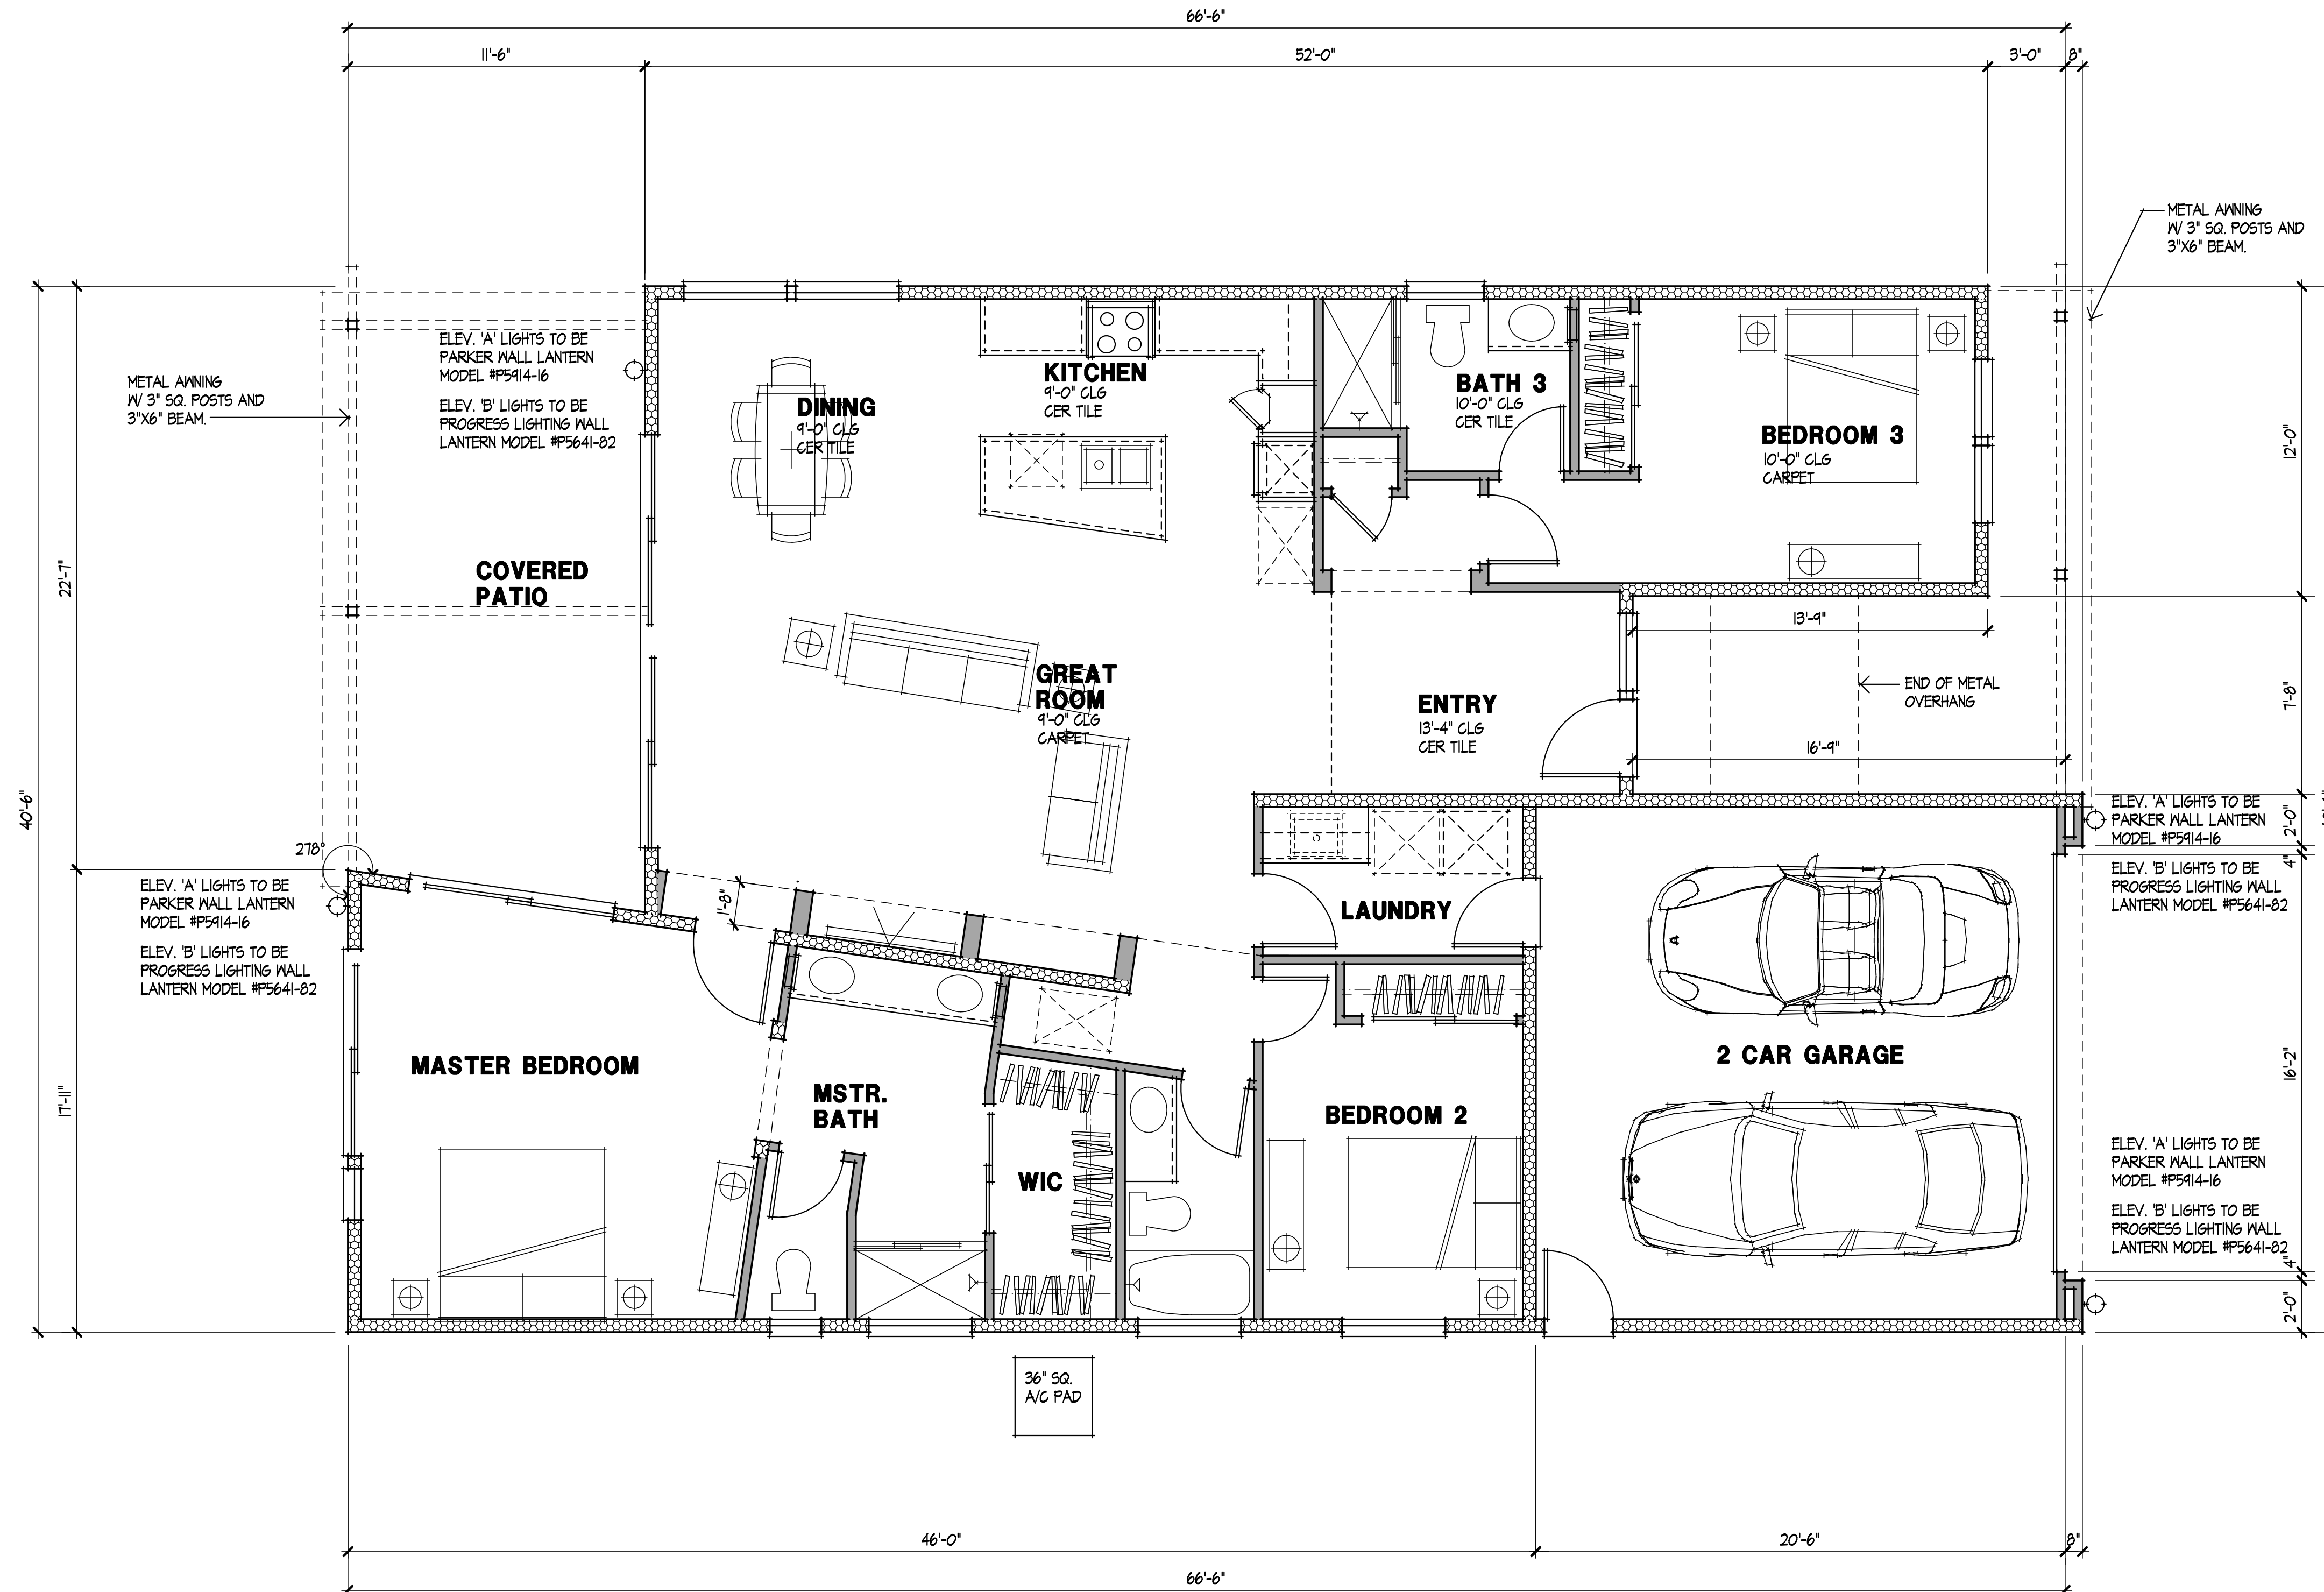 66'-6"
11'-6"
52'-0"
3'-0"
8"
METAL AWNING
W/ 3" SQ. POSTS AND
3"X6" BEAM.
METAL AWNING
W/ 3" SQ. POSTS AND
3"X6" BEAM.
ELEV. 'A' LIGHTS TO BE
PARKER WALL LANTERN
MODEL #P5914-16
ELEV. 'B' LIGHTS TO BE
PROGRESS LIGHTING WALL
LANTERN MODEL #P5641-82
DINING
9'-0" CLG
CER TILE
KITCHEN
9'-0" CLG
CER TILE
BATH 3
10'-0" CLG
CER TILE
BEDROOM 3
10'-0" CLG
CARPET
12'-0"
22'-7"
COVERED
PATIO
GREAT
ROOM
9'-0" CLG
CARPET
ENTRY
13'-4" CLG
CER TILE
13'-9"
END OF METAL
OVERHANG
16'-9"
7'-8"
40'-6"
278°
ELEV. 'A' LIGHTS TO BE
PARKER WALL LANTERN
MODEL #P5914-16
ELEV. 'B' LIGHTS TO BE
PROGRESS LIGHTING WALL
LANTERN MODEL #P5641-82
1'-8"
LAUNDRY
ELEV. 'A' LIGHTS TO BE
PARKER WALL LANTERN
MODEL #P5914-16
ELEV. 'B' LIGHTS TO BE
PROGRESS LIGHTING WALL
LANTERN MODEL #P5641-82
2'-0"
4"
MASTER BEDROOM
MSTR.
BATH
WIC
BEDROOM 2
2 CAR GARAGE
17'-11"
16'-2"
ELEV. 'A' LIGHTS TO BE
PARKER WALL LANTERN
MODEL #P5914-16
ELEV. 'B' LIGHTS TO BE
PROGRESS LIGHTING WALL
LANTERN MODEL #P5641-82
4"
2'-0"
36" SQ.
A/C PAD
46'-0"
20'-6"
8"
66'-6"